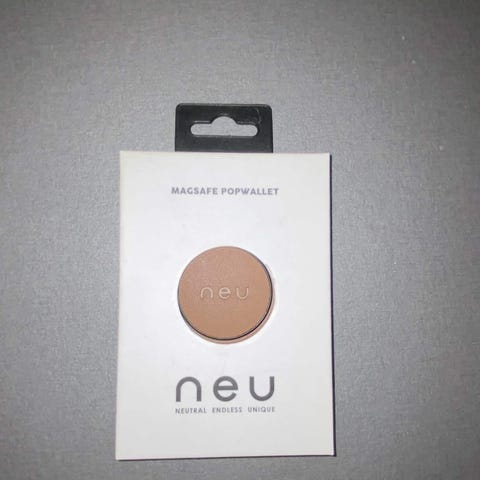 MAGSAFE POPWALLET
neu
neu
NEUTRAL ENDLESS UNIQUE